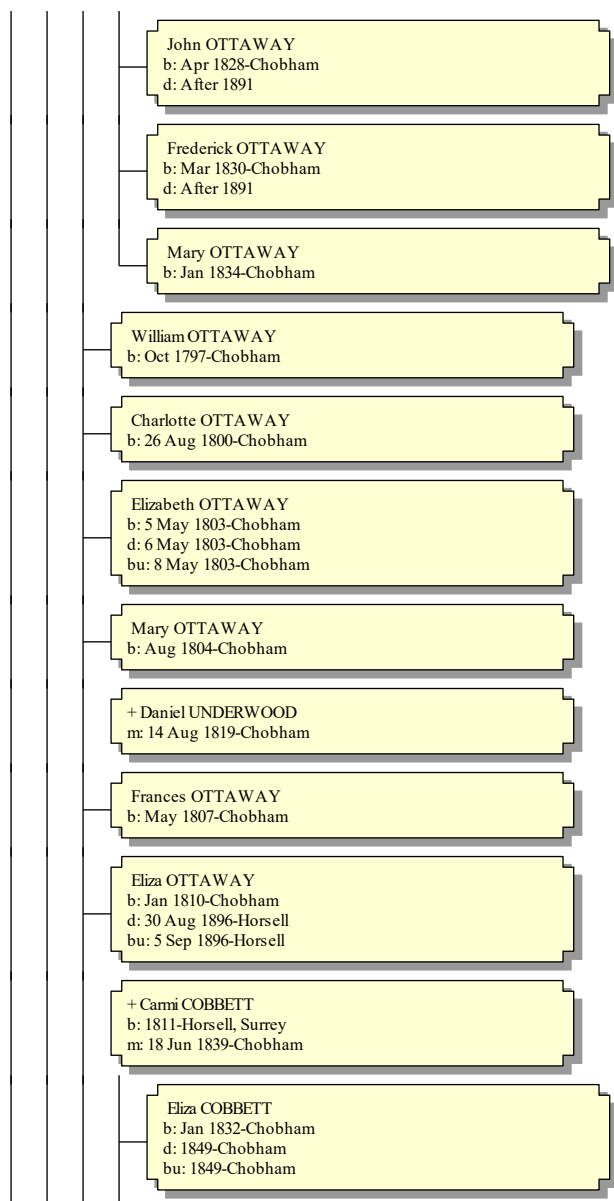 John OTTAWAY
b: Apr 1828-Chobham
d: After 1891
Frederick OTTAWAY
b: Mar 1830-Chobham
d: After 1891
Mary OTTAWAY
b: Jan 1834-Chobham
William OTTAWAY
b: Oct 1797-Chobham
Charlotte OTTAWAY
b: 26 Aug 1800-Chobham
Elizabeth OTTAWAY
b: 5 May 1803-Chobham
d: 6 May 1803-Chobham
bu: 8 May 1803-Chobham
Mary OTTAWAY
b: Aug 1804-Chobham
+ Daniel UNDERWOOD
m: 14 Aug 1819-Chobham
Frances OTTAWAY
b: May 1807-Chobham
Eliza OTTAWAY
b: Jan 1810-Chobham
d: 30 Aug 1896-Horsell
bu: 5 Sep 1896-Horsell
+ Carmi COBBETT
b: 1811-Horsell, Surrey
m: 18 Jun 1839-Chobham
Eliza COBBETT
b: Jan 1832-Chobham
d: 1849-Chobham
bu: 1849-Chobham